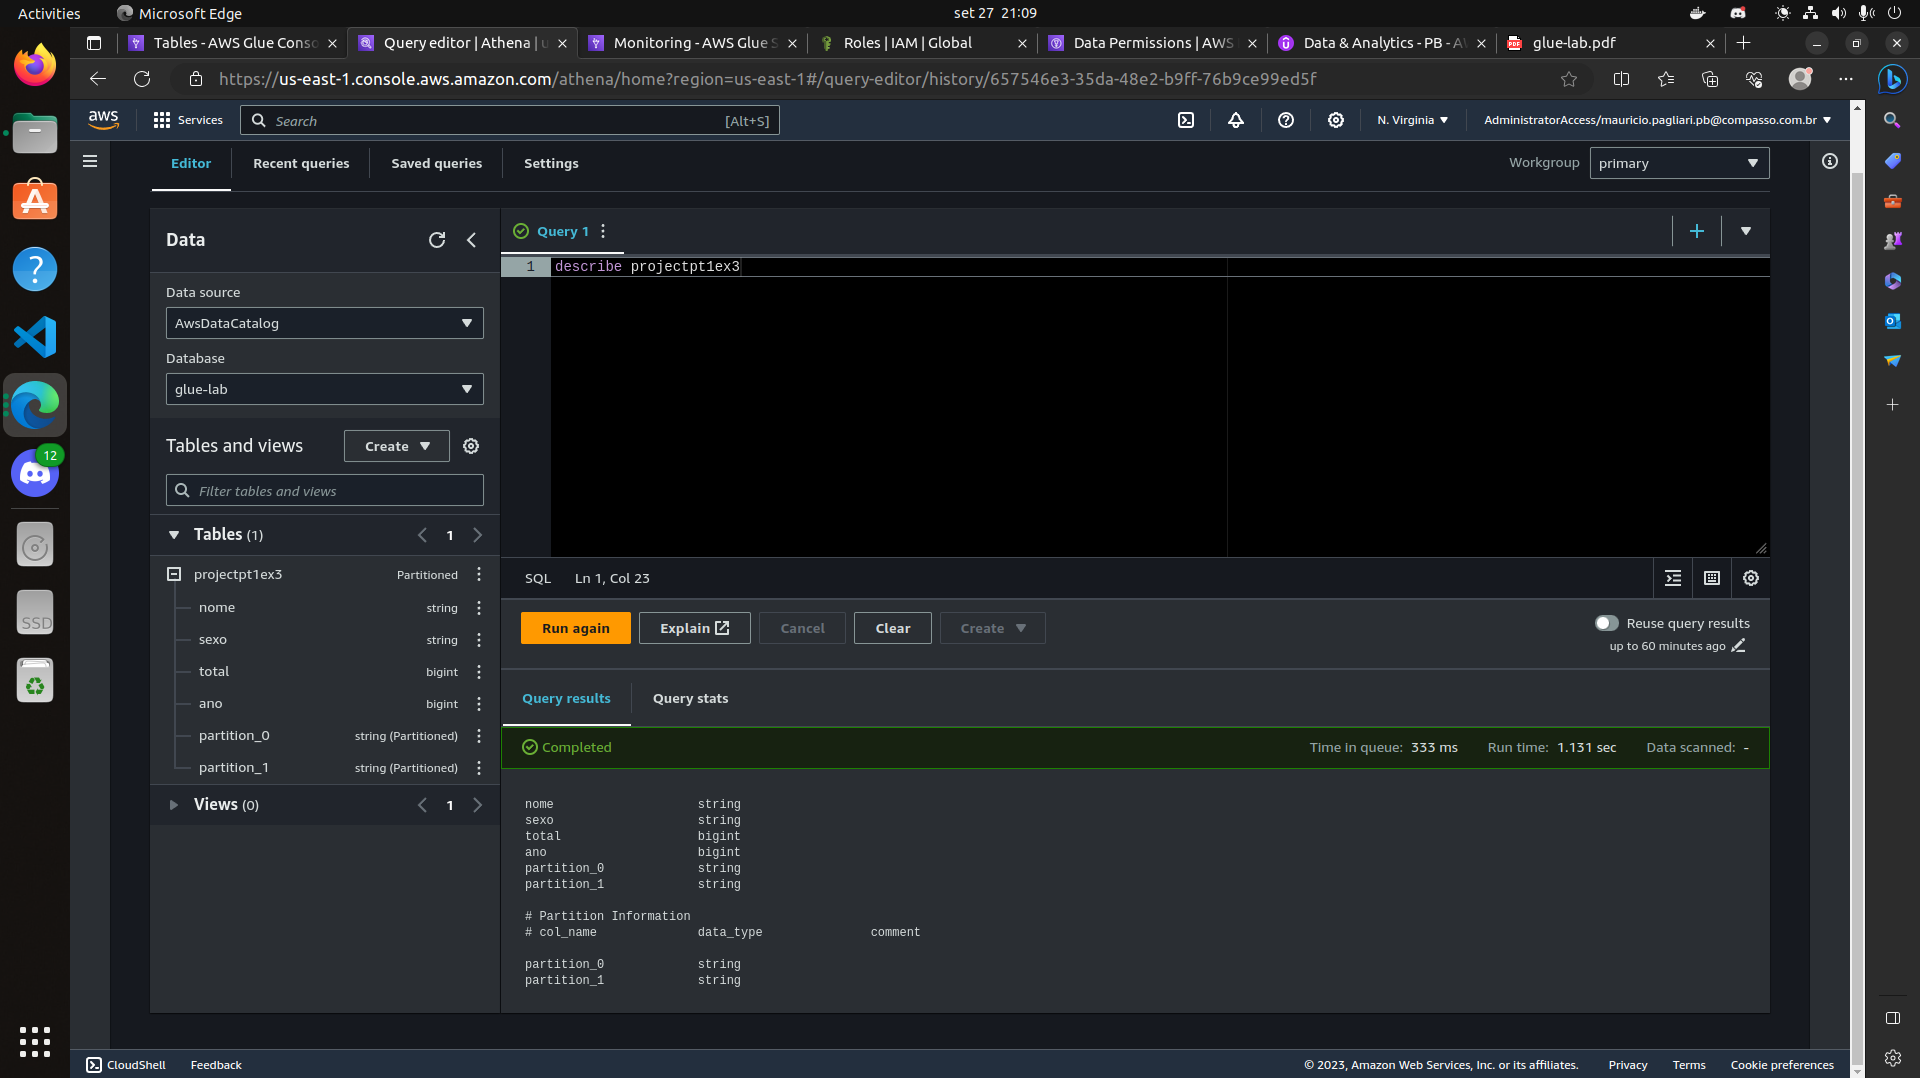 Activities
Microsoft Edge
set 27 21:09
Tables - AWS Glue Conso
Query editor | Athena | u
Monitoring - AWS Glue S
Roles | IAM | Global
Data Permissions | AWS
Data & Analytics - PB - A
glue-lab.pdf
https://us-east-1.console.aws.amazon.com/athena/home?region=us-east-1#/query-editor/history/657546e3-35da-48e2-b9ff-76b9ce99ed5f
aws
Services
Search
[Alt+S]
N. Virginia
AdministratorAccess/mauricio.pagliari.pb@compasso.com.br
Editor
Recent queries
Saved queries
Settings
Workgroup
primary
Data
Query 1
1
describe projectpt1ex3
Data source
AwsDataCatalog
Database
glue-lab
Tables and views
Create
Filter tables and views
Tables (1)
1
projectpt1ex3 Partitioned
nome string
sexo string
total bigint
ano bigint
partition_0 string (Partitioned)
partition_1 string (Partitioned)
Views (0)
1
SQL
Ln 1, Col 23
Run again
Explain
Cancel
Clear
Create
Reuse query results
up to 60 minutes ago
Query results
Query stats
Completed
Time in queue: 333 ms
Run time: 1.131 sec
Data scanned: -
nome string
sexo string
total bigint
ano bigint
partition_0 string
partition_1 string
# Partition Information
# col_name data_type comment
partition_0 string
partition_1 string
12
SSD
CloudShell
Feedback
© 2023, Amazon Web Services, Inc. or its affiliates.
Privacy
Terms
Cookie preferences